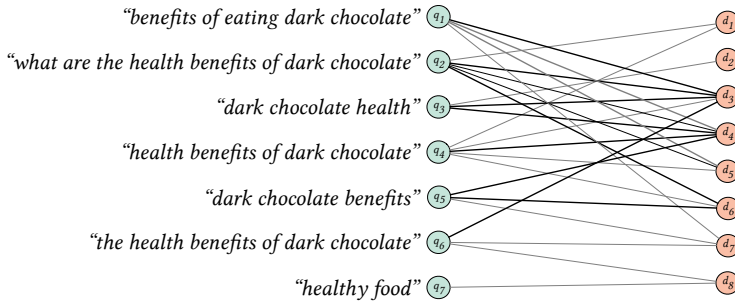 “benefits of eating dark chocolate” q1 d1
“what are the health benefits of dark chocolate” q2 d2
“dark chocolate health” q3 d3
“health benefits of dark chocolate” q4 d4
d5
“dark chocolate benefits” q5 d6
“the health benefits of dark chocolate” q6 d7
“healthy food” q7 d8